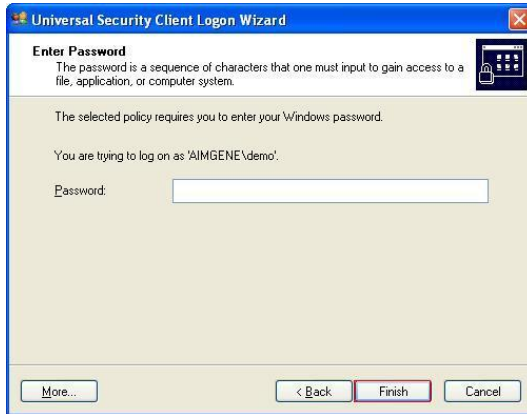 Universal Security Client Logon Wizard
Enter Password
The password is a sequence of characters that one must input to gain access to a
file, application, or computer system.
The selected policy requires you to enter your Windows password.
You are trying to log on as 'AIMGENE\demo'.
Password:
More...
< Back
Finish
Cancel